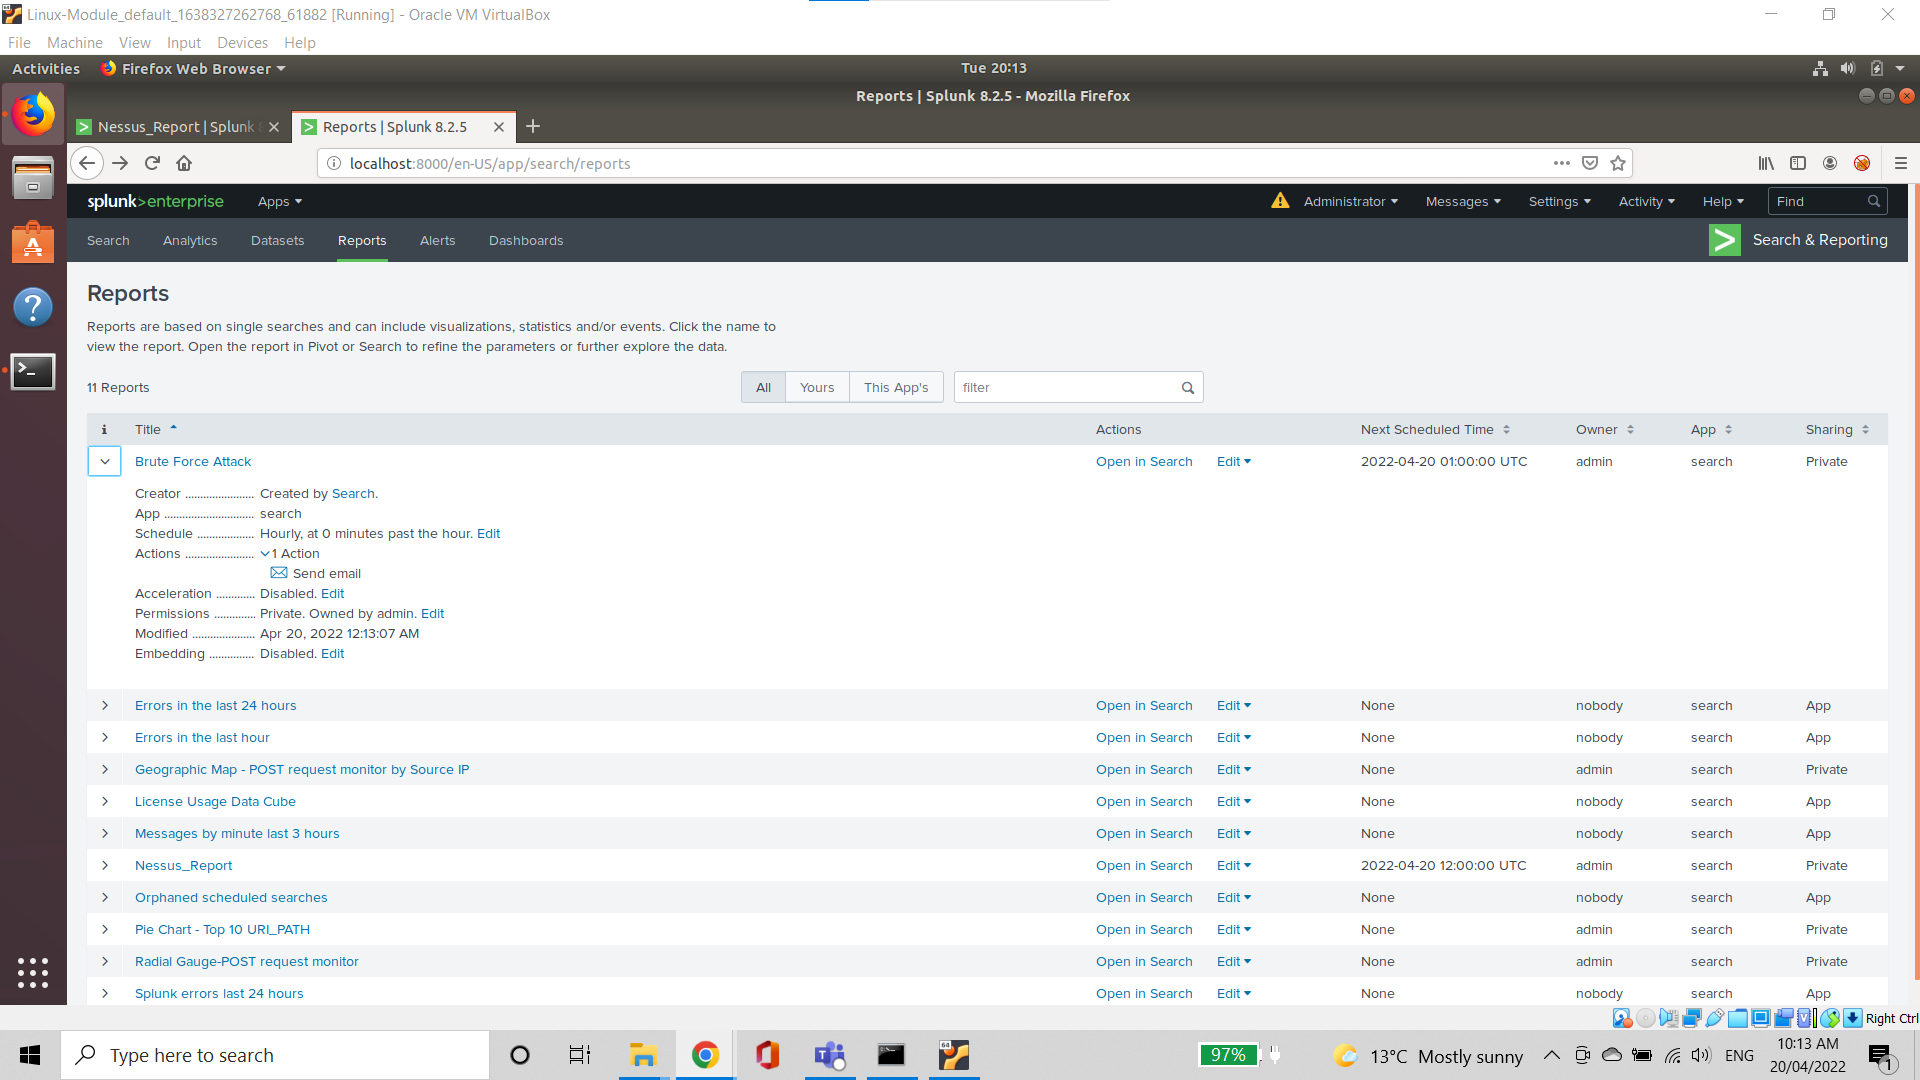 Linux-Module_default_1638327262768_61882 [Running] - Oracle VM VirtualBox
File Machine View Input Devices Help
Activities Firefox Web Browser Tue 20:13
Reports | Splunk 8.2.5 - Mozilla Firefox
Nessus_Report | Splunk Reports | Splunk 8.2.5
localhost:8000/en-US/app/search/reports
splunk>enterprise Apps Administrator Messages Settings Activity Help Find
Search Analytics Datasets Reports Alerts Dashboards > Search & Reporting
Reports
Reports are based on single searches and can include visualizations, statistics and/or events. Click the name to
view the report. Open the report in Pivot or Search to refine the parameters or further explore the data.
11 Reports All Yours This App's filter
i Title Actions Next Scheduled Time Owner App Sharing
Brute Force Attack Open in Search Edit 2022-04-20 01:00:00 UTC admin search Private
Creator ....................... Created by Search.
App .............................. search
Schedule ................... Hourly, at 0 minutes past the hour. Edit
Actions ....................... 1 Action
Send email
Acceleration ............. Disabled. Edit
Permissions .............. Private. Owned by admin. Edit
Modified ..................... Apr 20, 2022 12:13:07 AM
Embedding ............... Disabled. Edit
Errors in the last 24 hours Open in Search Edit None nobody search App
Errors in the last hour Open in Search Edit None nobody search App
Geographic Map - POST request monitor by Source IP Open in Search Edit None admin search Private
License Usage Data Cube Open in Search Edit None nobody search App
Messages by minute last 3 hours Open in Search Edit None nobody search App
Nessus_Report Open in Search Edit 2022-04-20 12:00:00 UTC admin search Private
Orphaned scheduled searches Open in Search Edit None nobody search App
Pie Chart - Top 10 URI_PATH Open in Search Edit None admin search Private
Radial Gauge-POST request monitor Open in Search Edit None admin search Private
Splunk errors last 24 hours Open in Search Edit None nobody search App
Right Ctrl
Type here to search 64 97% 13°C Mostly sunny ENG 10:13 AM
20/04/2022 1